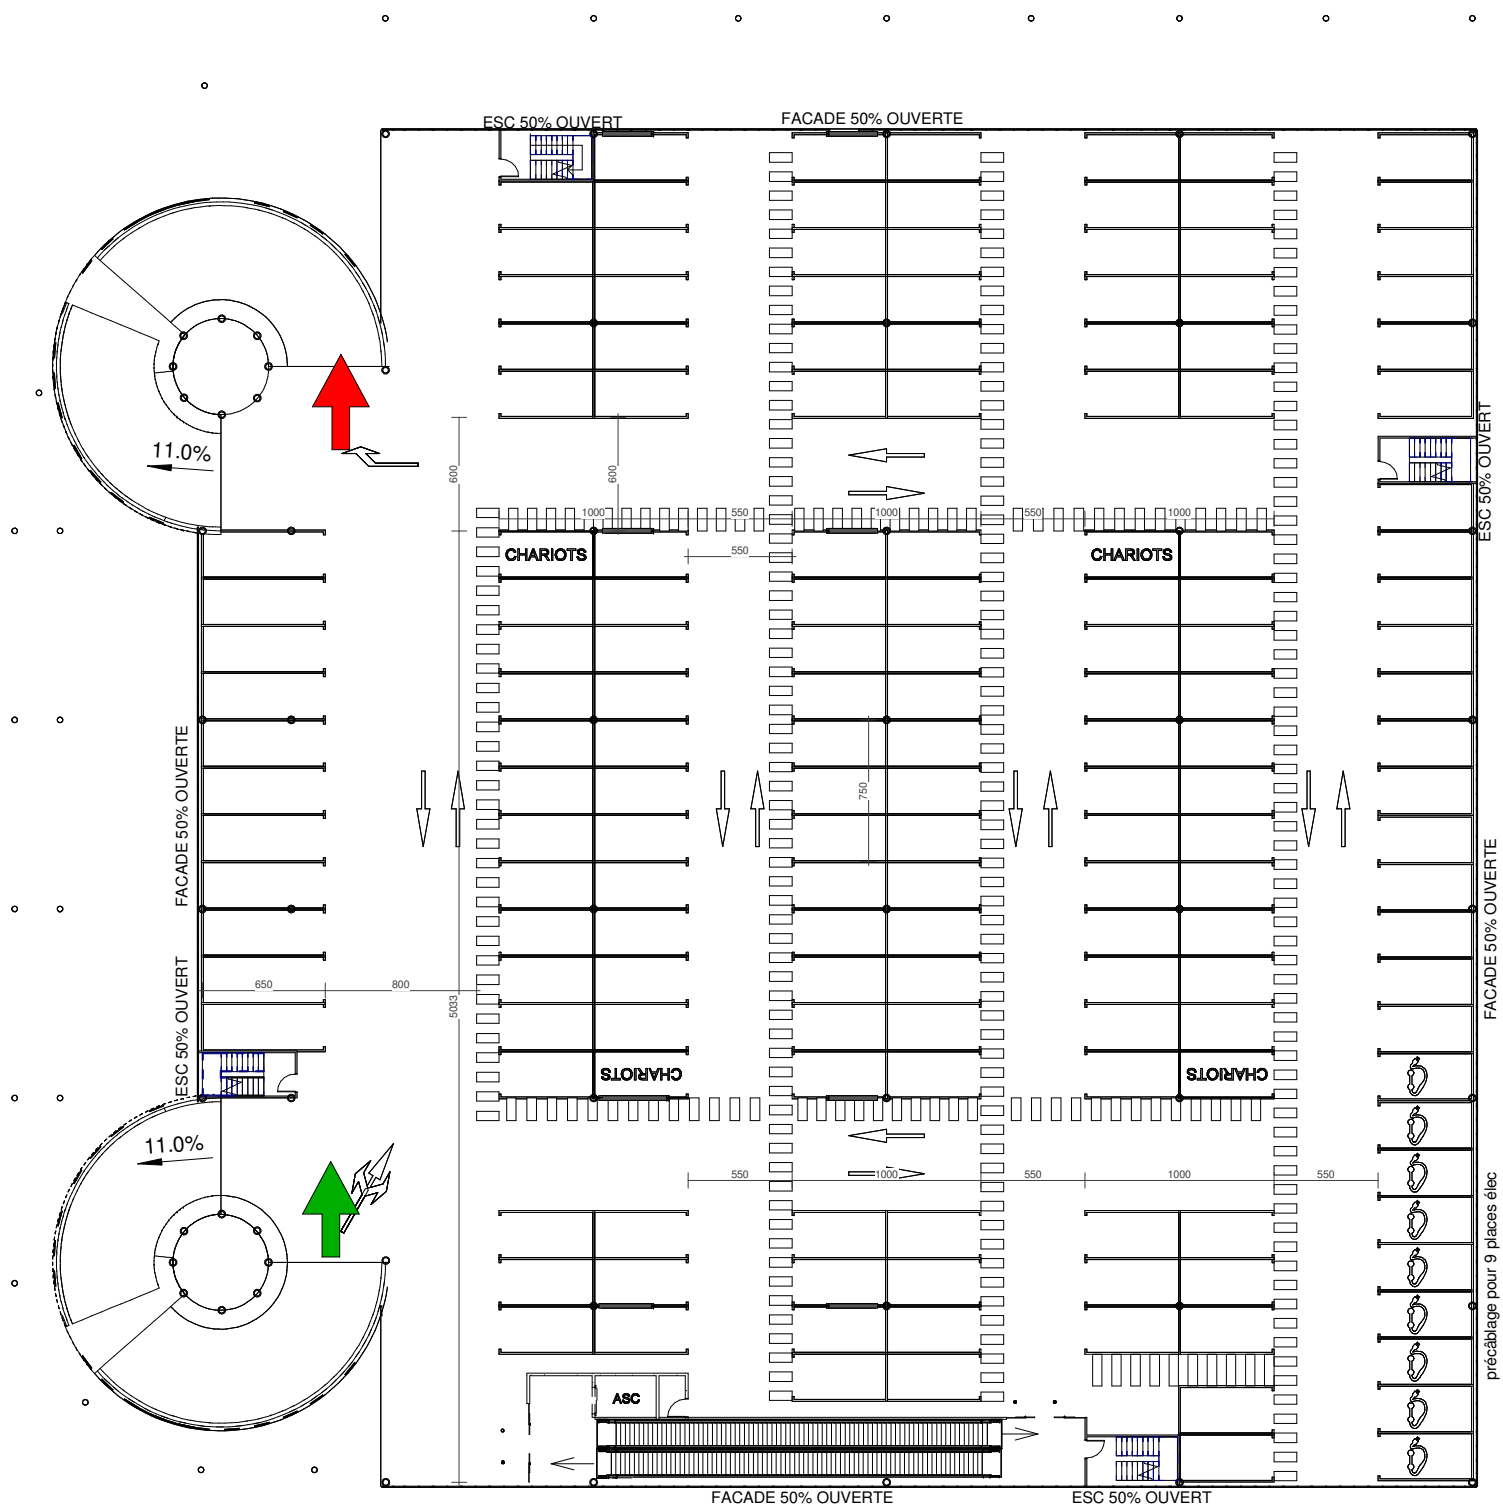 ESC 50% OUVERT
FACADE 50% OUVERTE
11.0%
600
600
ESC 50% OUVERT
1000
550
1000
550
1000
CHARIOTS
550
CHARIOTS
FACADE 50% OUVERTE
750
FACADE 50% OUVERTE
650
800
5033
ESC 50% OUVERT
CHARIOTS
CHARIOTS
11.0%
550
1000
550
1000
550
précâblage pour 9 places élec
ASC
FACADE 50% OUVERTE
ESC 50% OUVERT